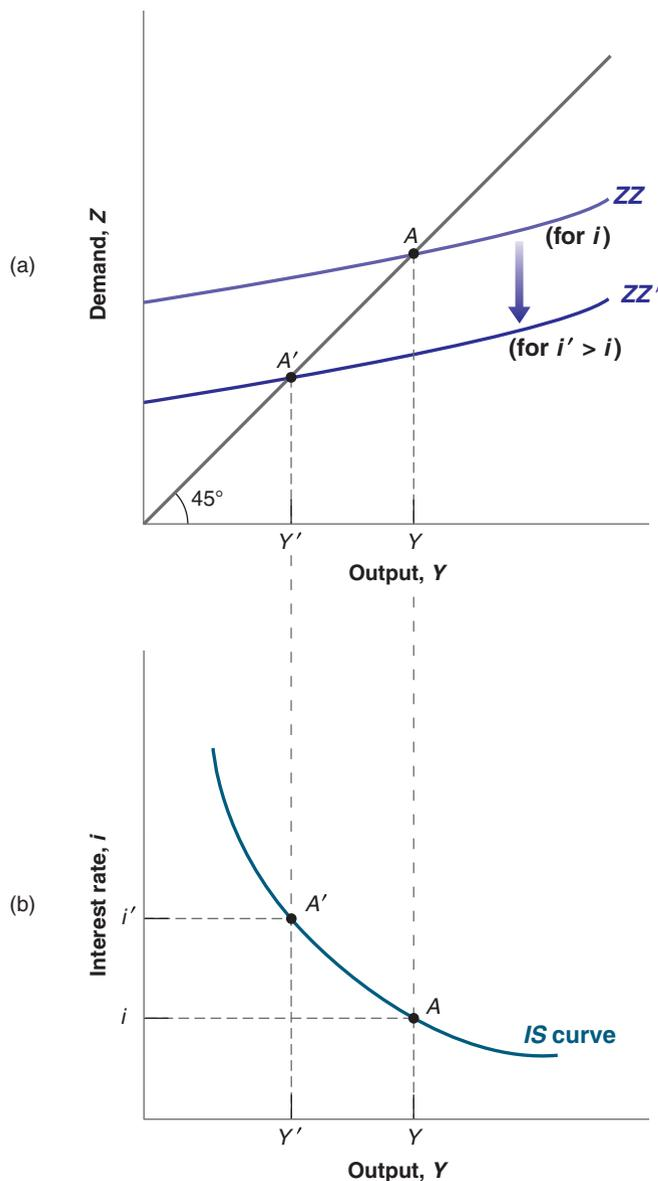 (a)
Demand, Z
A
ZZ
(for i)
ZZ'
(for i' > i)
A'
45°
Y'
Y
Output, Y
(b)
Interest rate, i
i'
A'
i
A
IS curve
Y'
Y
Output, Y